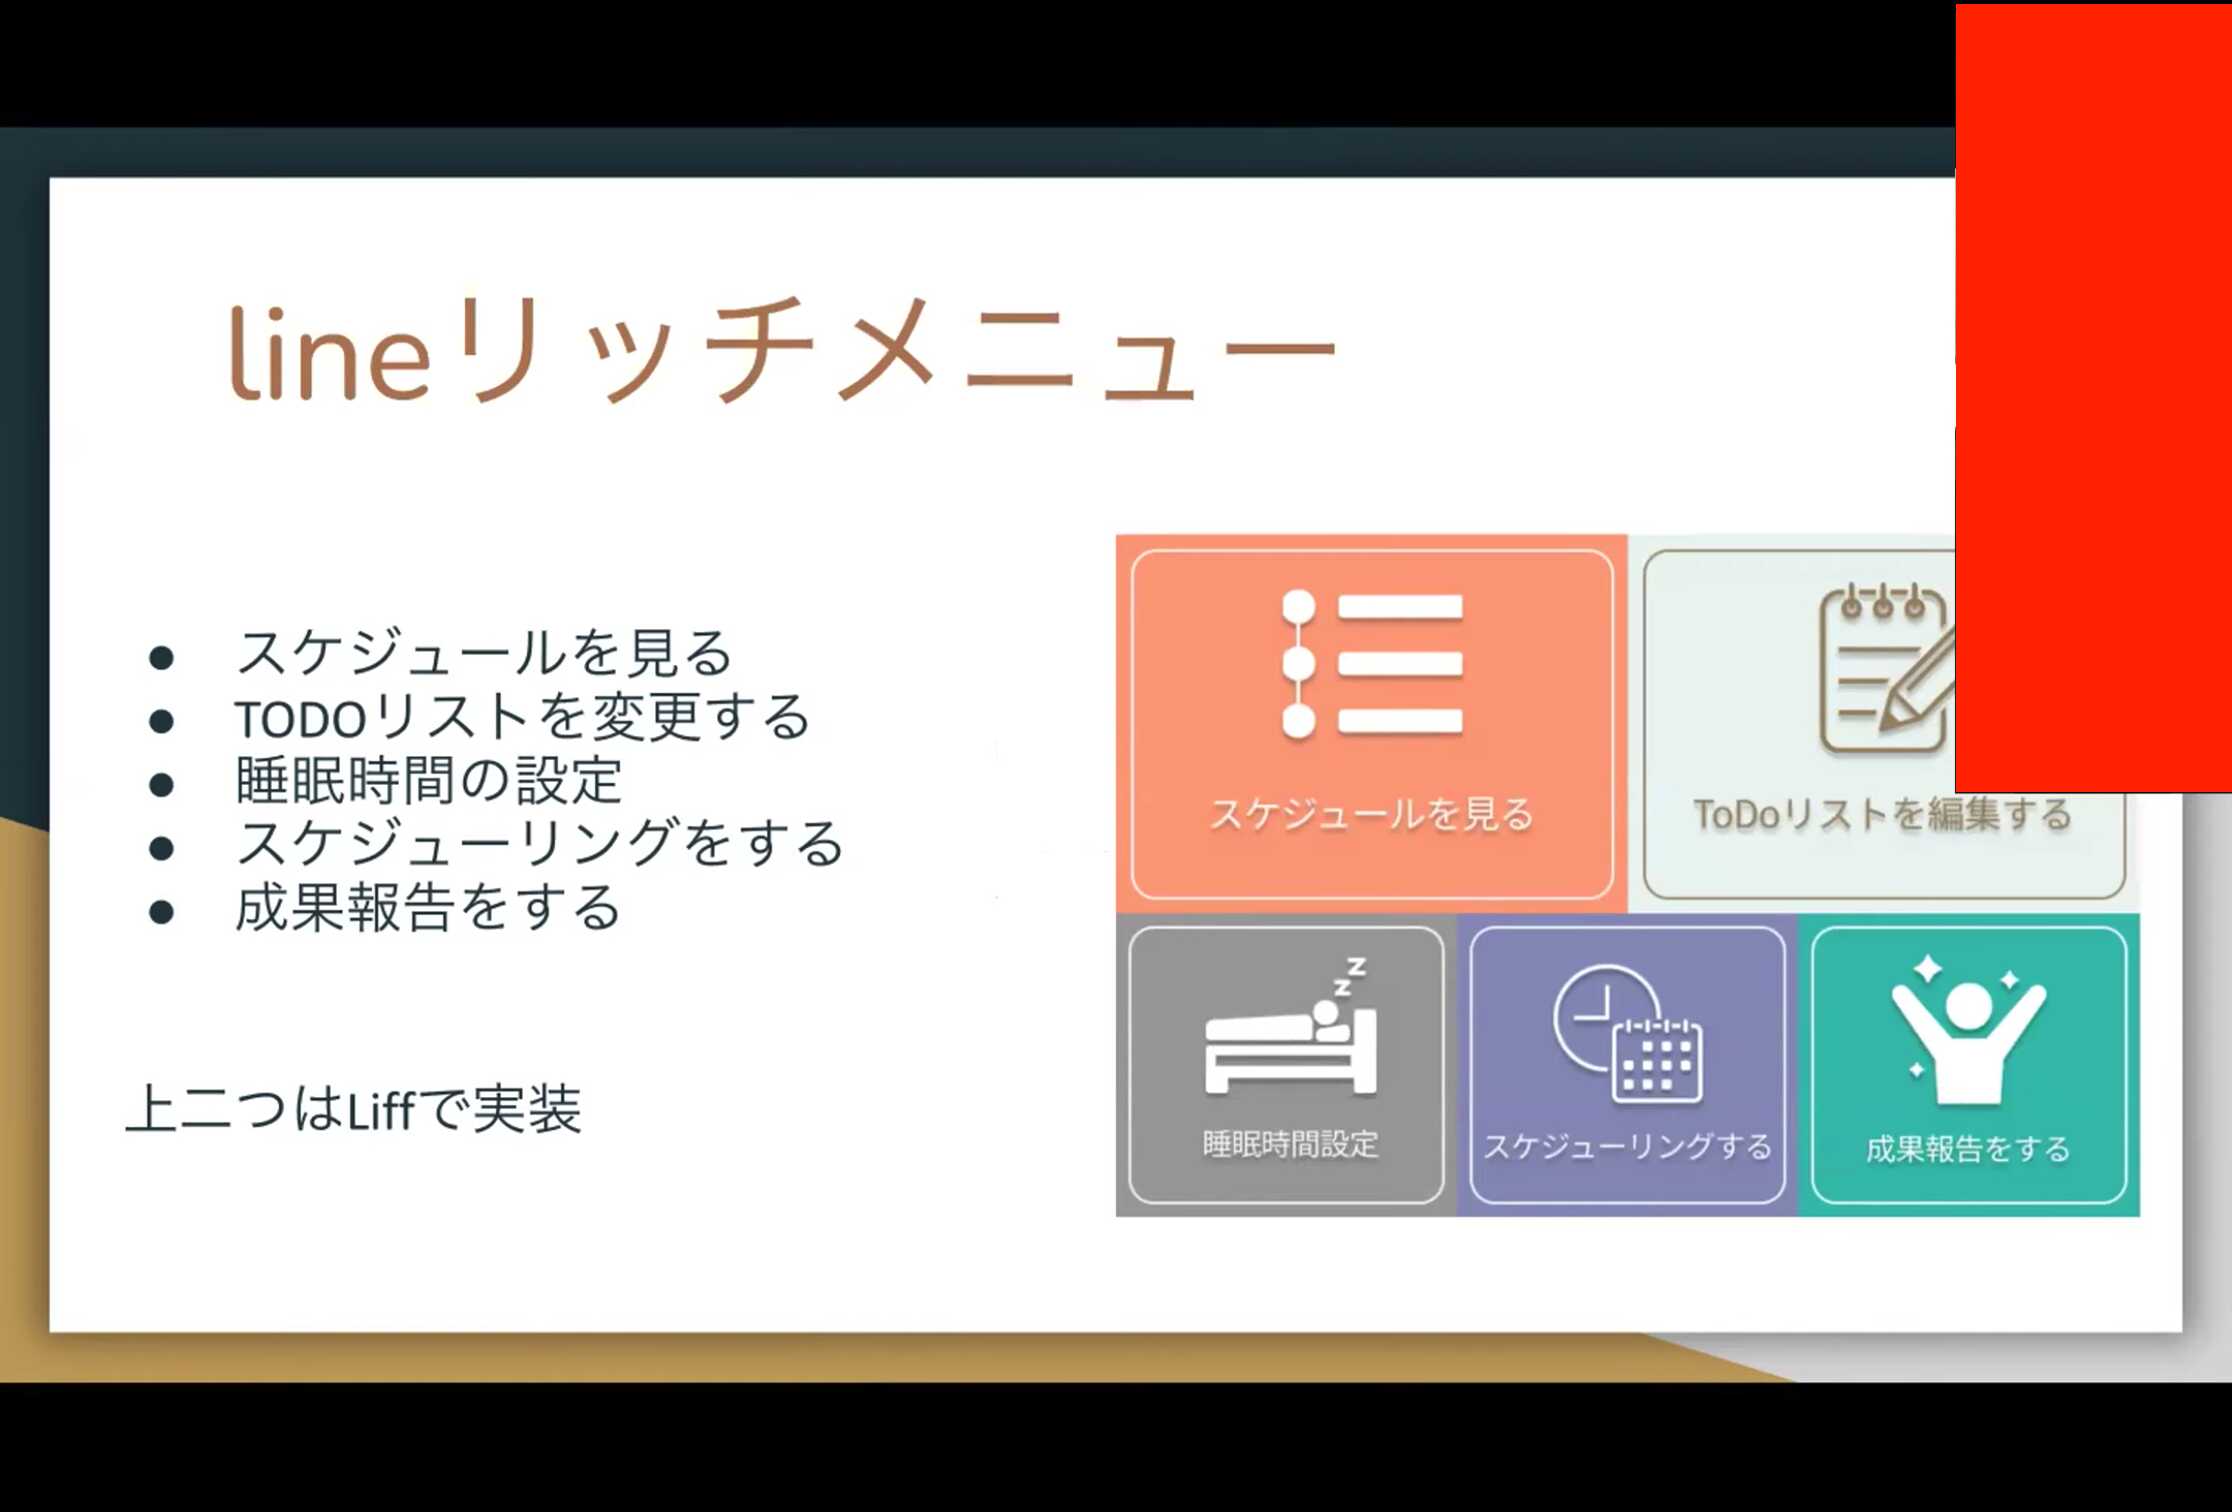 lineリッチメニュー
● スケジュールを見る
● TODOリストを変更する
● 睡眠時間の設定
● スケジューリングをする
● 成果報告をする
上二つはLiffで実装
スケジュールを見る
ToDoリストを編集する
z
z
睡眠時間設定
スケジューリングする
成果報告をする